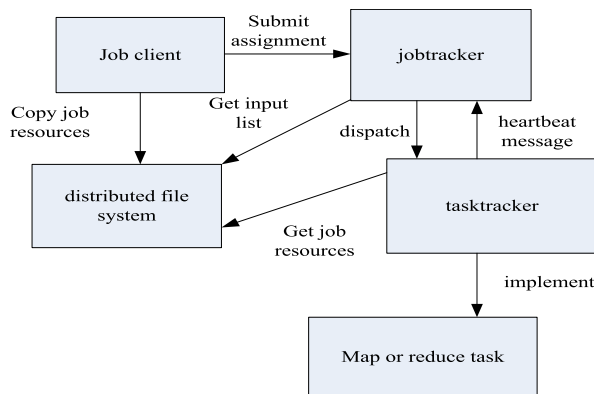 Submit
assignment
Job client
jobtracker
Copy job
resources
Get input
list
dispatch
heartbeat
message
distributed file
system
tasktracker
Get job
resources
implement
Map or reduce task